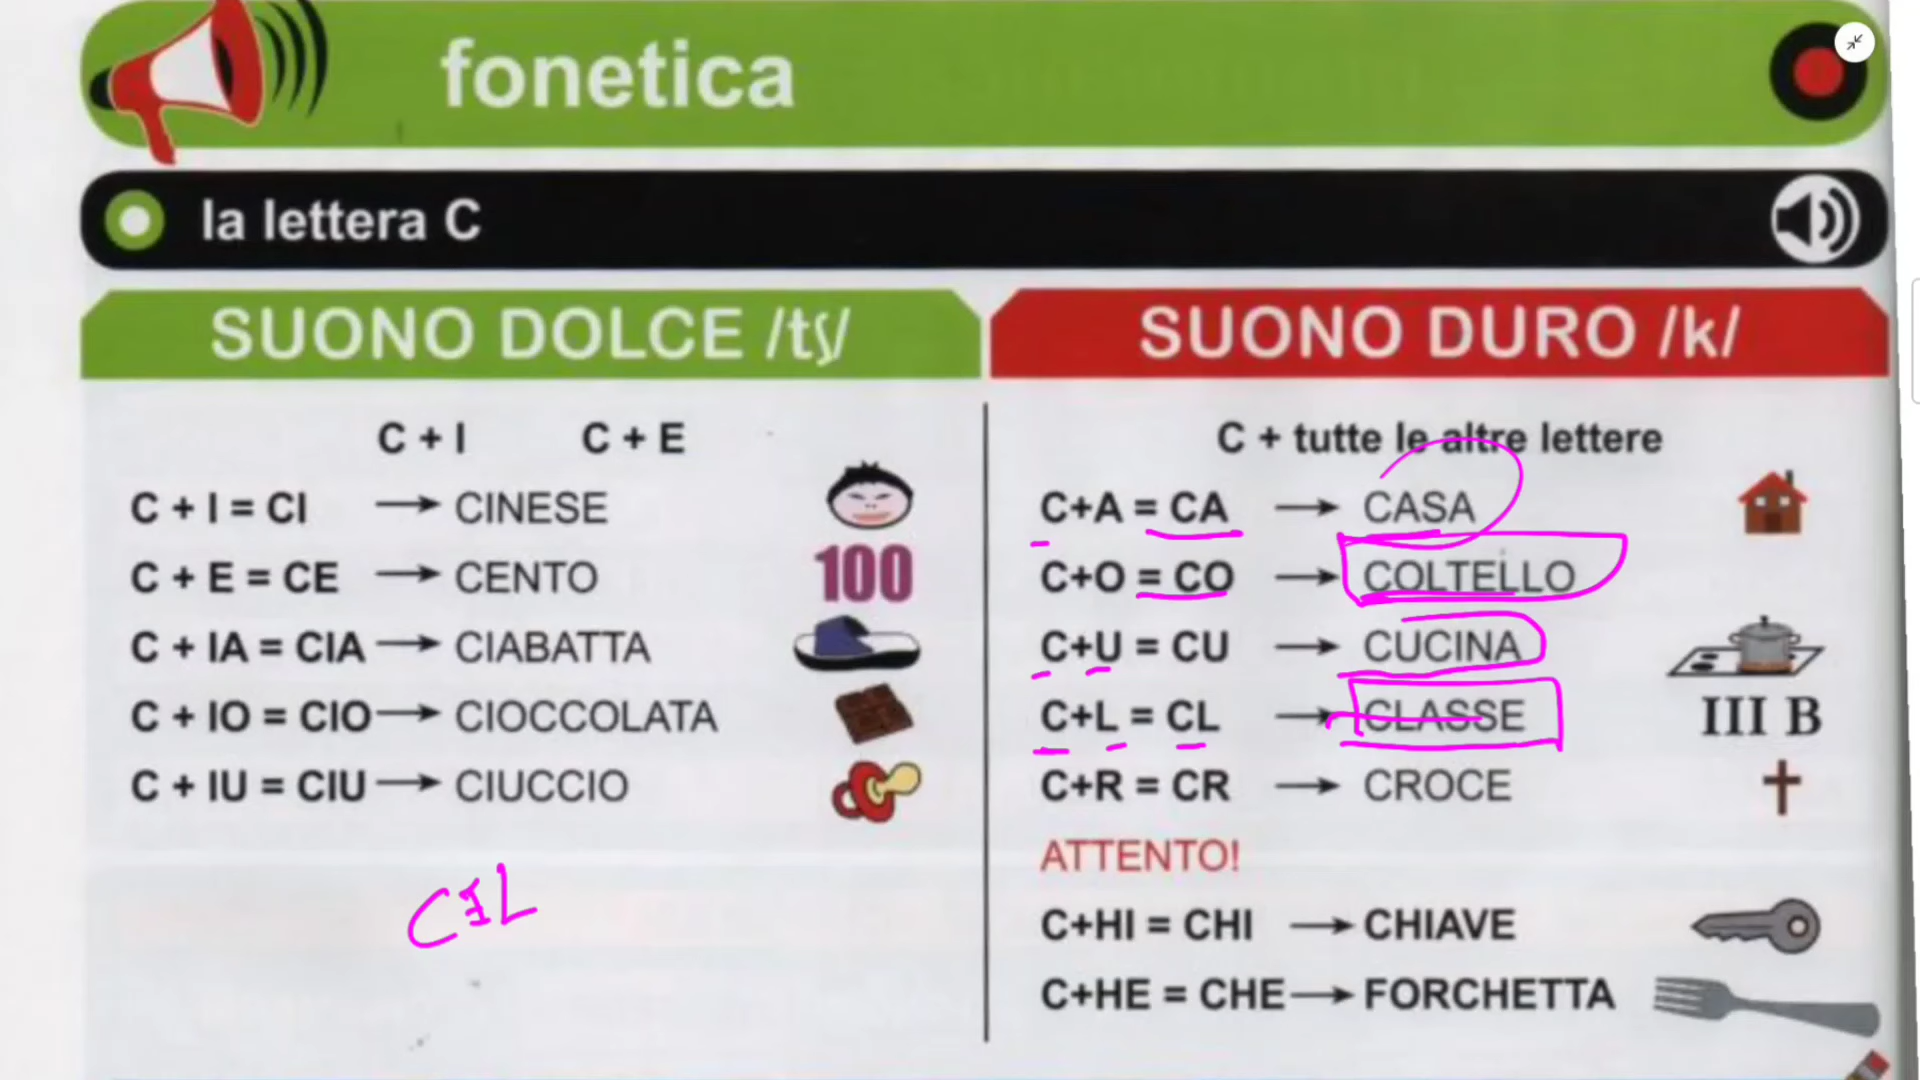 fonetica
la lettera C
SUONO DOLCE /tʃ/
C + I C + E
C + I = CI → CINESE
C + E = CE → CENTO
100
C + IA = CIA → CIABATTA
C + IO = CIO → CIOCCOLATA
C + IU = CIU → CIUCCIO
CIL
SUONO DURO /k/
C + tutte le altre lettere
C+A = CA → CASA
C+O = CO → COLTELLO
C+U = CU → CUCINA
C+L = CL → CLASSE
III B
C+R = CR → CROCE
ATTENTO!
C+HI = CHI → CHIAVE
C+HE = CHE → FORCHETTA